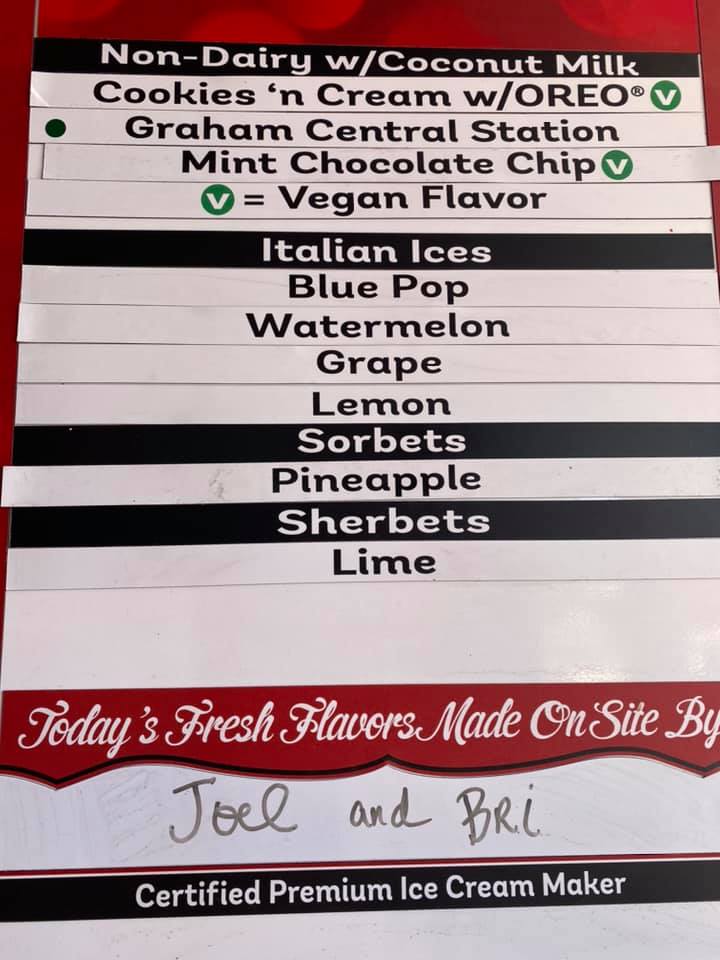 Non-Dairy w/Coconut Milk
Cookies ‘n Cream w/OREO® V
Graham Central Station
Mint Chocolate Chip V
V = Vegan Flavor
Italian Ices
Blue Pop
Watermelon
Grape
Lemon
Sorbets
Pineapple
Sherbets
Lime
Today's Fresh Flavors Made On Site By
Joel and BRi
Certified Premium Ice Cream Maker